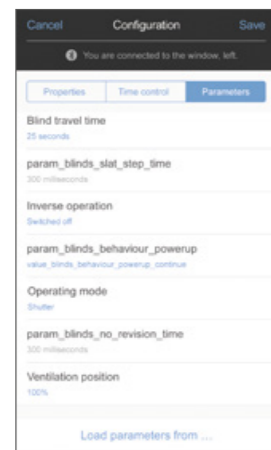 Cancel Configuration Save
You are connected to the window, left.
Properties Time control Parameters
Blind travel time
25 seconds
param_blinds_slat_step_time
300 milliseconds
Inverse operation
Switched off
param_blinds_behaviour_powerup
value_blinds_behaviour_powerup_continue
Operating mode
Shutter
param_blinds_no_revision_time
300 milliseconds
Ventilation position
100%
Load parameters from ...